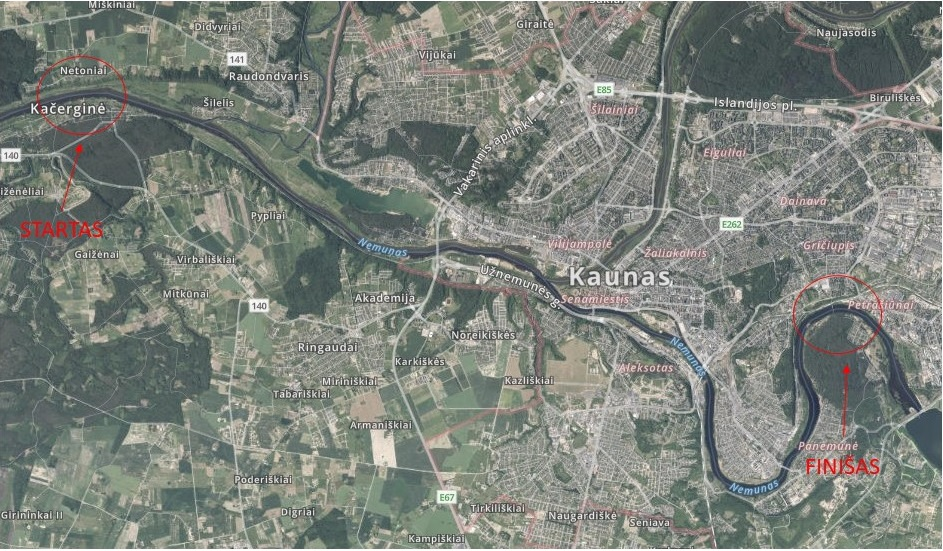 Miškiniai
Didvyriai
Giraitė
Naujasodis
Vijūkai
141
Netoniai
Raudondvaris
E85
Biruliškės
Kačerginė
Šilelis
Islandijos pl.
Šilainiai
Vakarinis aplinkl.
140
Eiguliai
STARTAS
Dainava
Pypliai
E262
Nemunas
Vilijampolė
Žaliakalnis
Gričiupis
Gaižėnai
Virbališkiai
Kaunas
Užnemunės g.
Mitkūnai
Akademija
Senamiestis
Petrašiūnai
140
Noreikiškės
Nemunas
Ringaudai
Karkiškės
Aleksotas
Miriniškiai
Kazliškiai
Tabariškiai
Armaniškiai
Panemunė
FINIŠAS
Poderiškiai
Nemunas
E67
Girininkai II
Digriai
Tirkiliškiai
Naugardiškė
Seniava
Kampiškiai